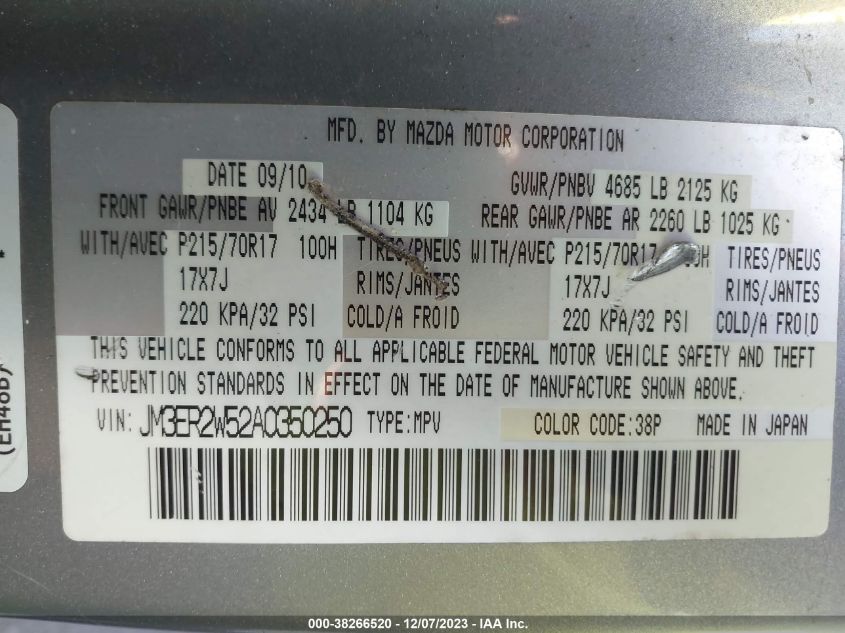 MFD. BY MAZDA MOTOR CORPORATION
DATE 09/10 GVWR/PNBV 4685 LB 2125 KG
FRONT GAWR/PNBE AV 2434 LB 1104 KG REAR GAWR/PNBE AR 2260 LB 1025 KG
WITH/AVEC P215/70R17 100H TIRES/PNEUS WITH/AVEC P215/70R17 TIRES/PNEUS
17X7J RIMS/JANTES 17X7J RIMS/JANTES
220 KPA/32 PSI COLD/A FROID 220 KPA/32 PSI COLD/A FROID
THIS VEHICLE CONFORMS TO ALL APPLICABLE FEDERAL MOTOR VEHICLE SAFETY AND THEFT
PREVENTION STANDARDS IN EFFECT ON THE DATE OF MANUFACTURE SHOWN ABOVE.
VIN: JM3ER2W52A0350250 TYPE:MPV COLOR CODE:38P MADE IN JAPAN
(EH48B)
000-38266520 - 12/07/2023 - IAA Inc.